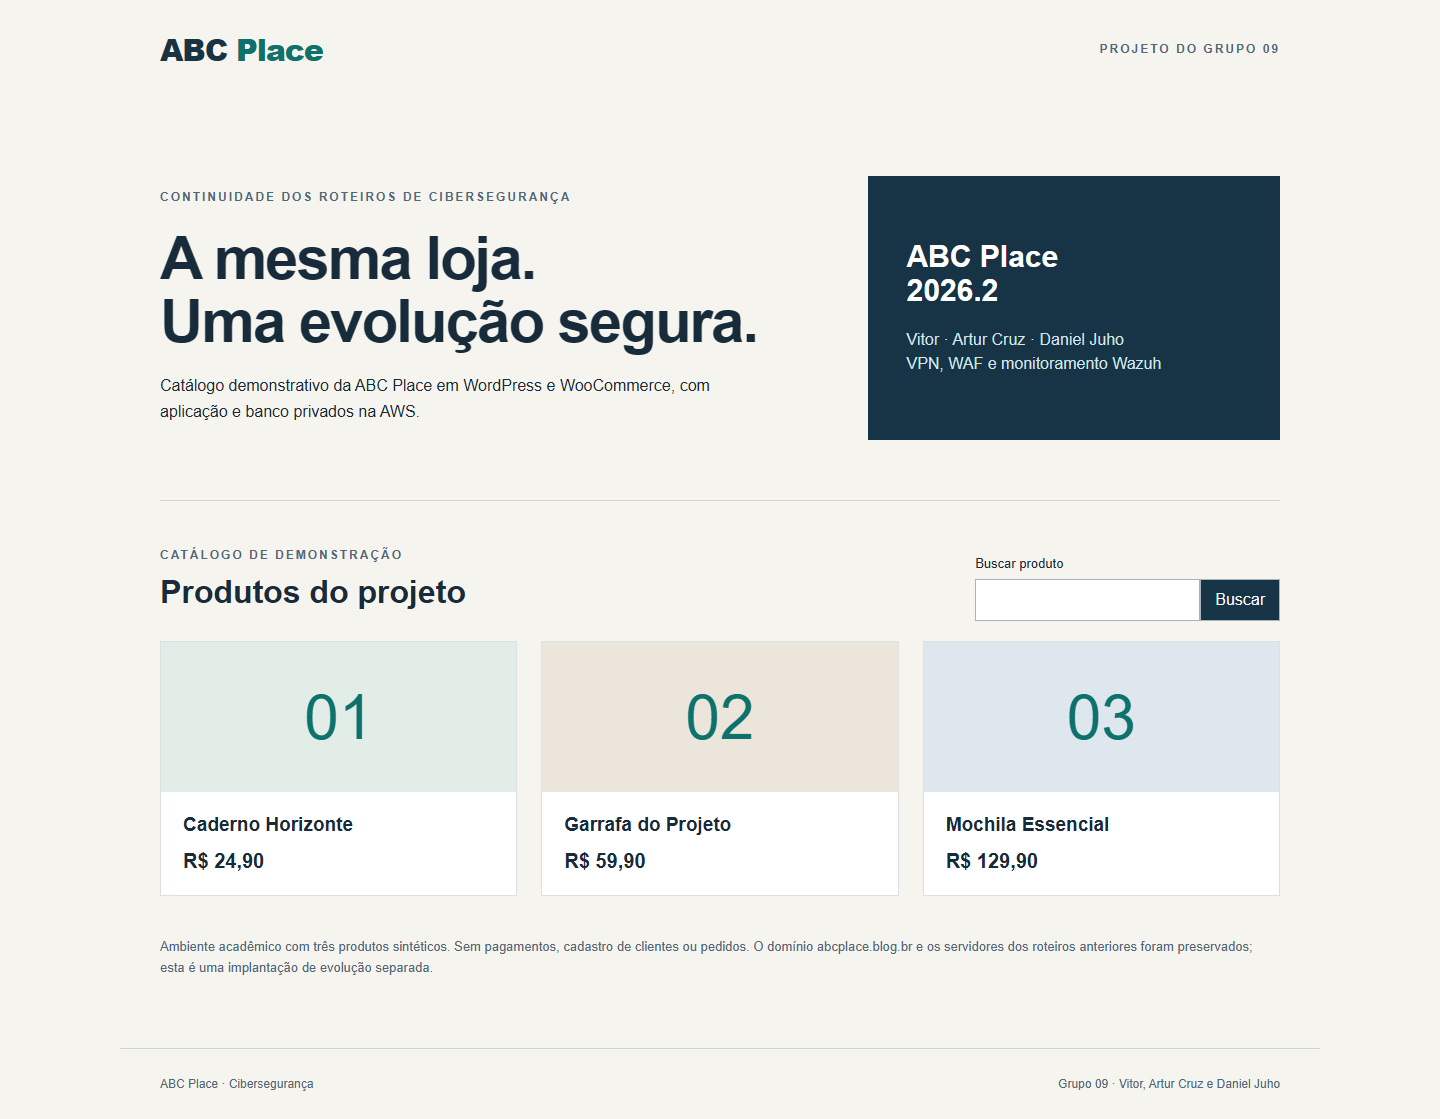 ABC Place
PROJETO DO GRUPO 09
CONTINUIDADE DOS ROTEIROS DE CIBERSEGURANÇA
A mesma loja.
Uma evolução segura.
Catálogo demonstrativo da ABC Place em WordPress e WooCommerce, com
aplicação e banco privados na AWS.
ABC Place
2026.2
Vitor · Artur Cruz · Daniel Juho
VPN, WAF e monitoramento Wazuh
CATÁLOGO DE DEMONSTRAÇÃO
Produtos do projeto
Buscar produto
Buscar
01
Caderno Horizonte
R$ 24,90
02
Garrafa do Projeto
R$ 59,90
03
Mochila Essencial
R$ 129,90
Ambiente acadêmico com três produtos sintéticos. Sem pagamentos, cadastro de clientes ou pedidos. O domínio abcplace.blog.br e os servidores dos roteiros anteriores foram preservados;
esta é uma implantação de evolução separada.
ABC Place · Cibersegurança
Grupo 09 · Vitor, Artur Cruz e Daniel Juho